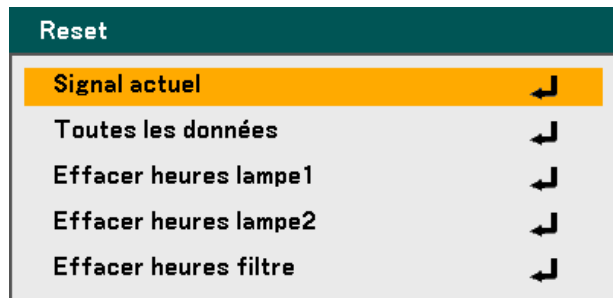 Reset
Signal actuel
Toutes les données
Effacer heures lampe1
Effacer heures lampe2
Effacer heures filtre